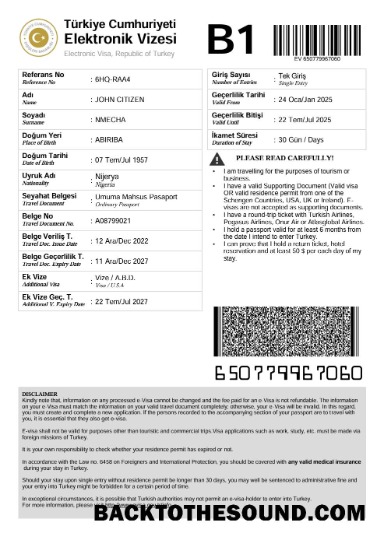 Türkiye Cumhuriyeti
Elektronik Vizesi
Electronic Visa, Republic of Turkey
B1
EV 650779967060
Referans No
Reference No
: 6HQ-RAA4
Adı
Name
: JOHN CITIZEN
Soyadı
Surname
: NMECHA
Doğum Yeri
Place of Birth
: ABIRIBA
Doğum Tarihi
Date of Birth
: 07 Tem/Jul 1957
Uyruk Adı
Nationality
: Nijerya
Nigeria
Seyahat Belgesi
Travel Document
: Umuma Mahsus Pasaport
Ordinary Passport
Belge No
Travel Document No.
: A08799021
Belge Veriliş T.
Travel Doc. Issue Date
: 12 Ara/Dec 2022
Belge Geçerlilik T.
Travel Doc. Expiry Date
: 11 Ara/Dec 2027
Ek Vize
Additional Visa
: Vize / A.B.D.
Visa / U.S.A
Ek Vize Geç. T.
Additional V. Expiry Date
: 22 Tem/Jul 2027
Giriş Sayısı
Number of Entries
: Tek Giriş
Single Entry
Geçerlilik Tarihi
Valid From
: 24 Oca/Jan 2025
Geçerlilik Bitişi
Valid Until
: 22 Tem/Jul 2025
İkamet Süresi
Duration of Stay
: 30 Gün / Days
PLEASE READ CAREFULLY!
• I am travelling for the purposes of tourism or
business.
• I have a valid Supporting Document (Valid visa
OR valid residence permit from one of the
Schengen Countries, USA, UK or Ireland). E-
visas are not accepted as supporting documents.
• I have a round-trip ticket with Turkish Airlines,
Pegasus Airlines, Onur Air or Atlasglobal Airlines.
• I hold a passport valid for at least 6 months from
the date I intend to enter Turkey.
• I can prove that I hold a return ticket, hotel
reservation and at least 50 $ per each day of my
stay.
650779967060
DISCLAIMER
Kindly note that, information on any processed e Visa cannot be changed and the fee paid for an e-Visa is not refundable. The information
on your e-Visa must match the information on your valid travel document completely; otherwise, your e-Visa will be invalid. In this regard,
you must create and complete a new application. If the persons recorded to the accompanying section of your passport are to travel with
you, it is essential that they also get e-visa.
E-visa shall not be valid for purposes other than touristic and commercial trips Visa applications such as work, study, etc. must be made via
foreign missions of Turkey.
It is your own responsibility to check whether your residence permit has expired or not.
In accordance with the Law no. 6458 on Foreigners and International Protection, you should be covered with any valid medical insurance
during your stay in Turkey.
Should your stay upon single entry without residence permit be longer than 30 days, you may will be sentenced to administrative fine and
your entry into Turkey might be forbidden for a certain period of time.
In exceptional circumstances, it is possible that Turkish authorities may not permit an e-visa-holder to enter into Turkey.
For more information, please
BACKTOTHESOUND.COM